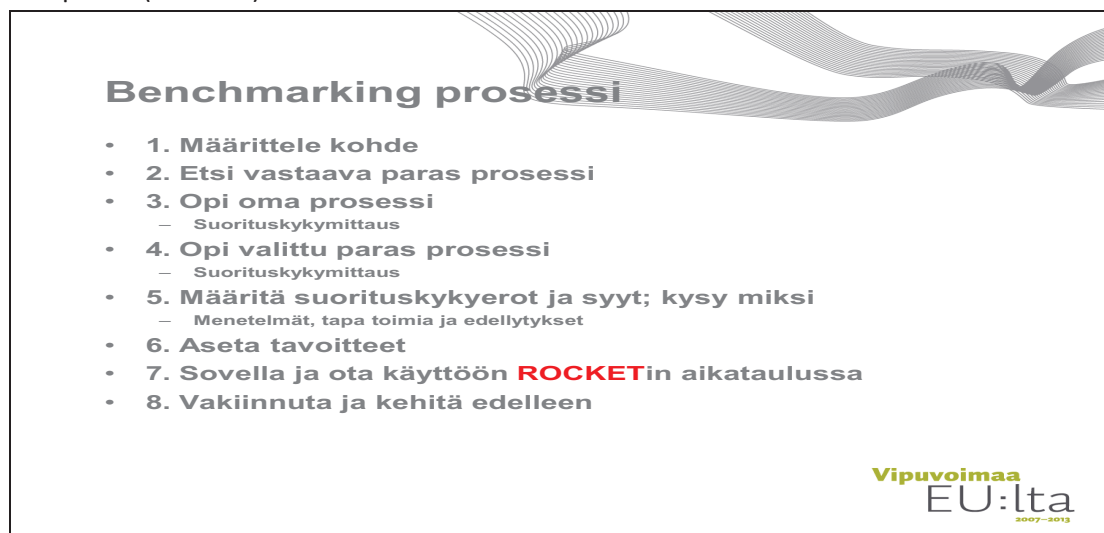 Benchmarking prosessi
• 1. Määrittele kohde
• 2. Etsi vastaava paras prosessi
• 3. Opi oma prosessi
– Suorituskykymittaus
• 4. Opi valittu paras prosessi
– Suorituskykymittaus
• 5. Määritä suorituskykyerot ja syyt; kysy miksi
– Menetelmät, tapa toimia ja edellytykset
• 6. Aseta tavoitteet
• 7. Sovella ja ota käyttöön ROCKETin aikataulussa
• 8. Vakiinnuta ja kehitä edelleen
Vipuvoimaa
EU:lta
2007–2013